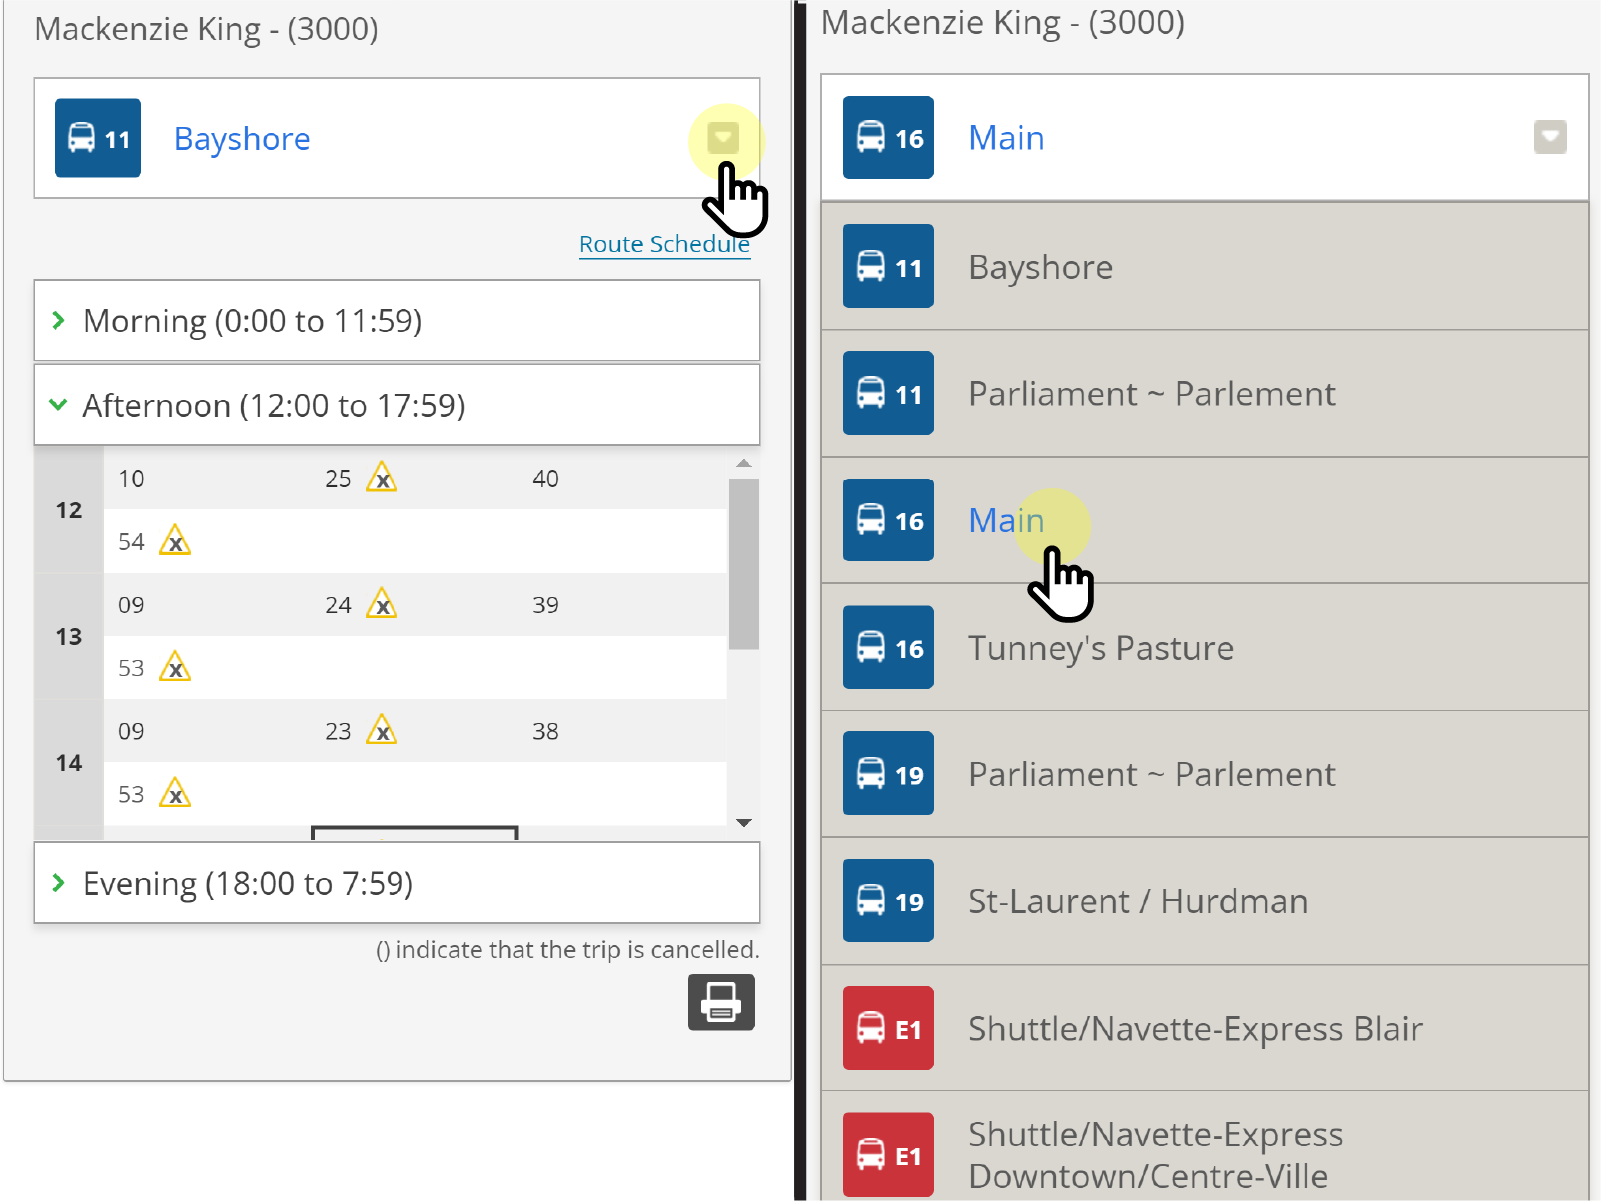 Mackenzie King - (3000)
11 Bayshore
Route Schedule
Morning (0:00 to 11:59)
Afternoon (12:00 to 17:59)
12
10 25 x 40
54 x
13
09 24 x 39
53 x
14
09 23 x 38
53 x
Evening (18:00 to 7:59)
() indicate that the trip is cancelled.
Mackenzie King - (3000)
16 Main
11 Bayshore
11 Parliament ~ Parlement
16 Main
16 Tunney's Pasture
19 Parliament ~ Parlement
19 St-Laurent / Hurdman
E1 Shuttle/Navette-Express Blair
E1 Shuttle/Navette-Express
Downtown/Centre-Ville